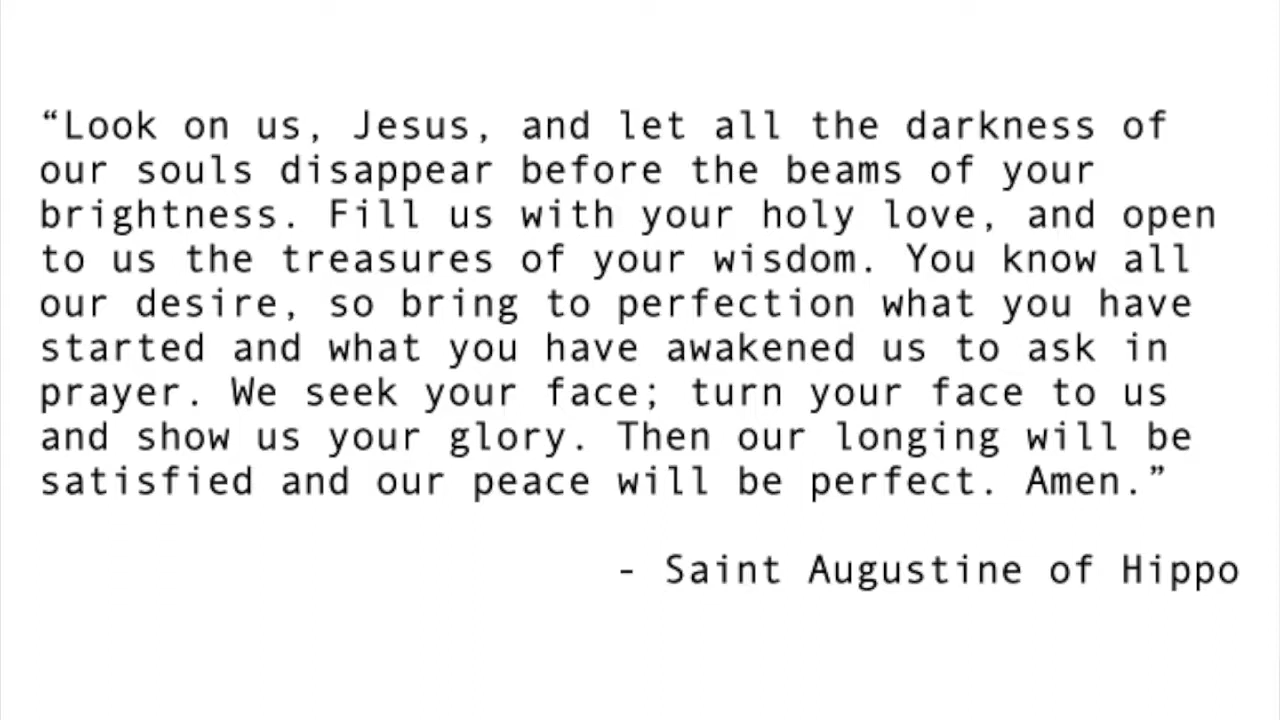 “Look on us, Jesus, and let all the darkness of
our souls disappear before the beams of your
brightness. Fill us with your holy love, and open
to us the treasures of your wisdom. You know all
our desire, so bring to perfection what you have
started and what you have awakened us to ask in
prayer. We seek your face; turn your face to us
and show us your glory. Then our longing will be
satisfied and our peace will be perfect. Amen.”
- Saint Augustine of Hippo